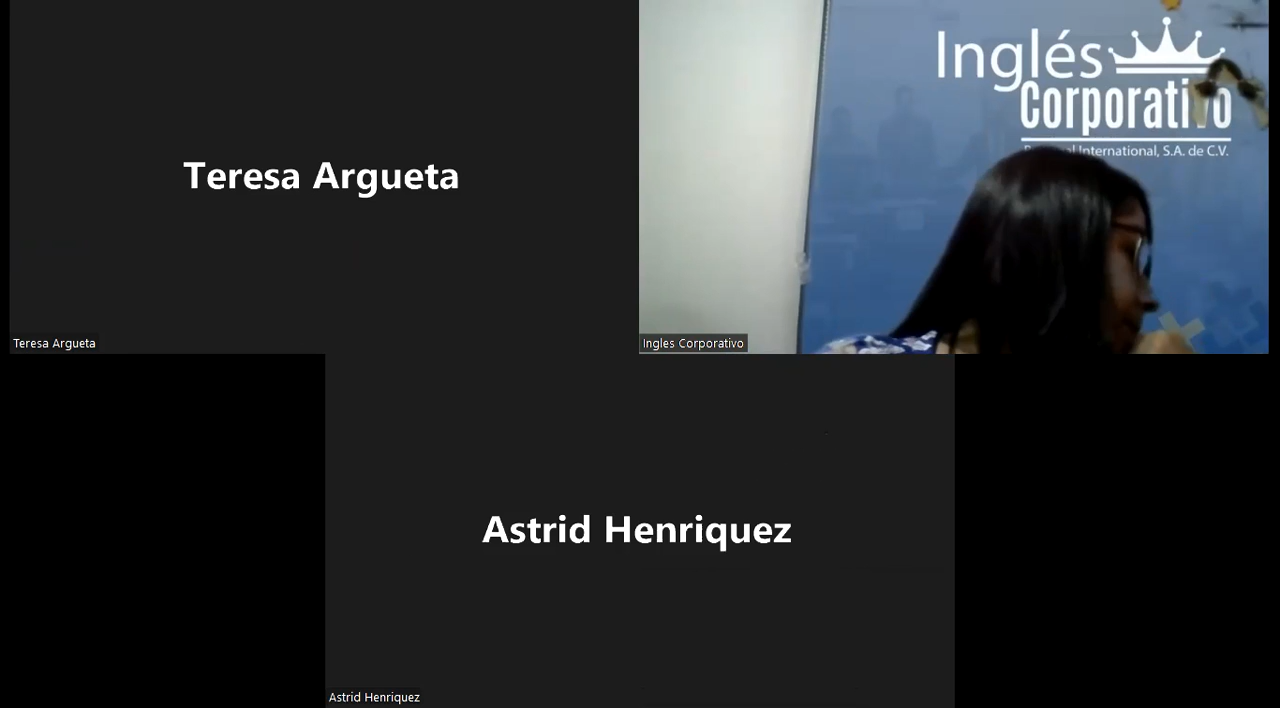 Teresa Argueta
Teresa Argueta
Inglés
Corporativo
International, S.A. de C.V.
Ingles Corporativo
Astrid Henriquez
Astrid Henriquez